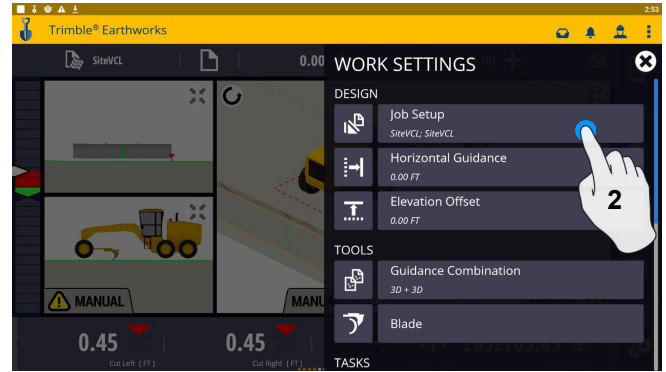 2:53
Trimble® Earthworks
SiteVCL
0.00
WORK SETTINGS
DESIGN
Job Setup
SiteVCL; SiteVCL
Horizontal Guidance
0.00 FT
2
Elevation Offset
0.00 FT
TOOLS
Guidance Combination
3D + 3D
MANUAL
MANU
Blade
0.45
Cut Left [FT]
0.45
Cut Right [FT]
TASKS